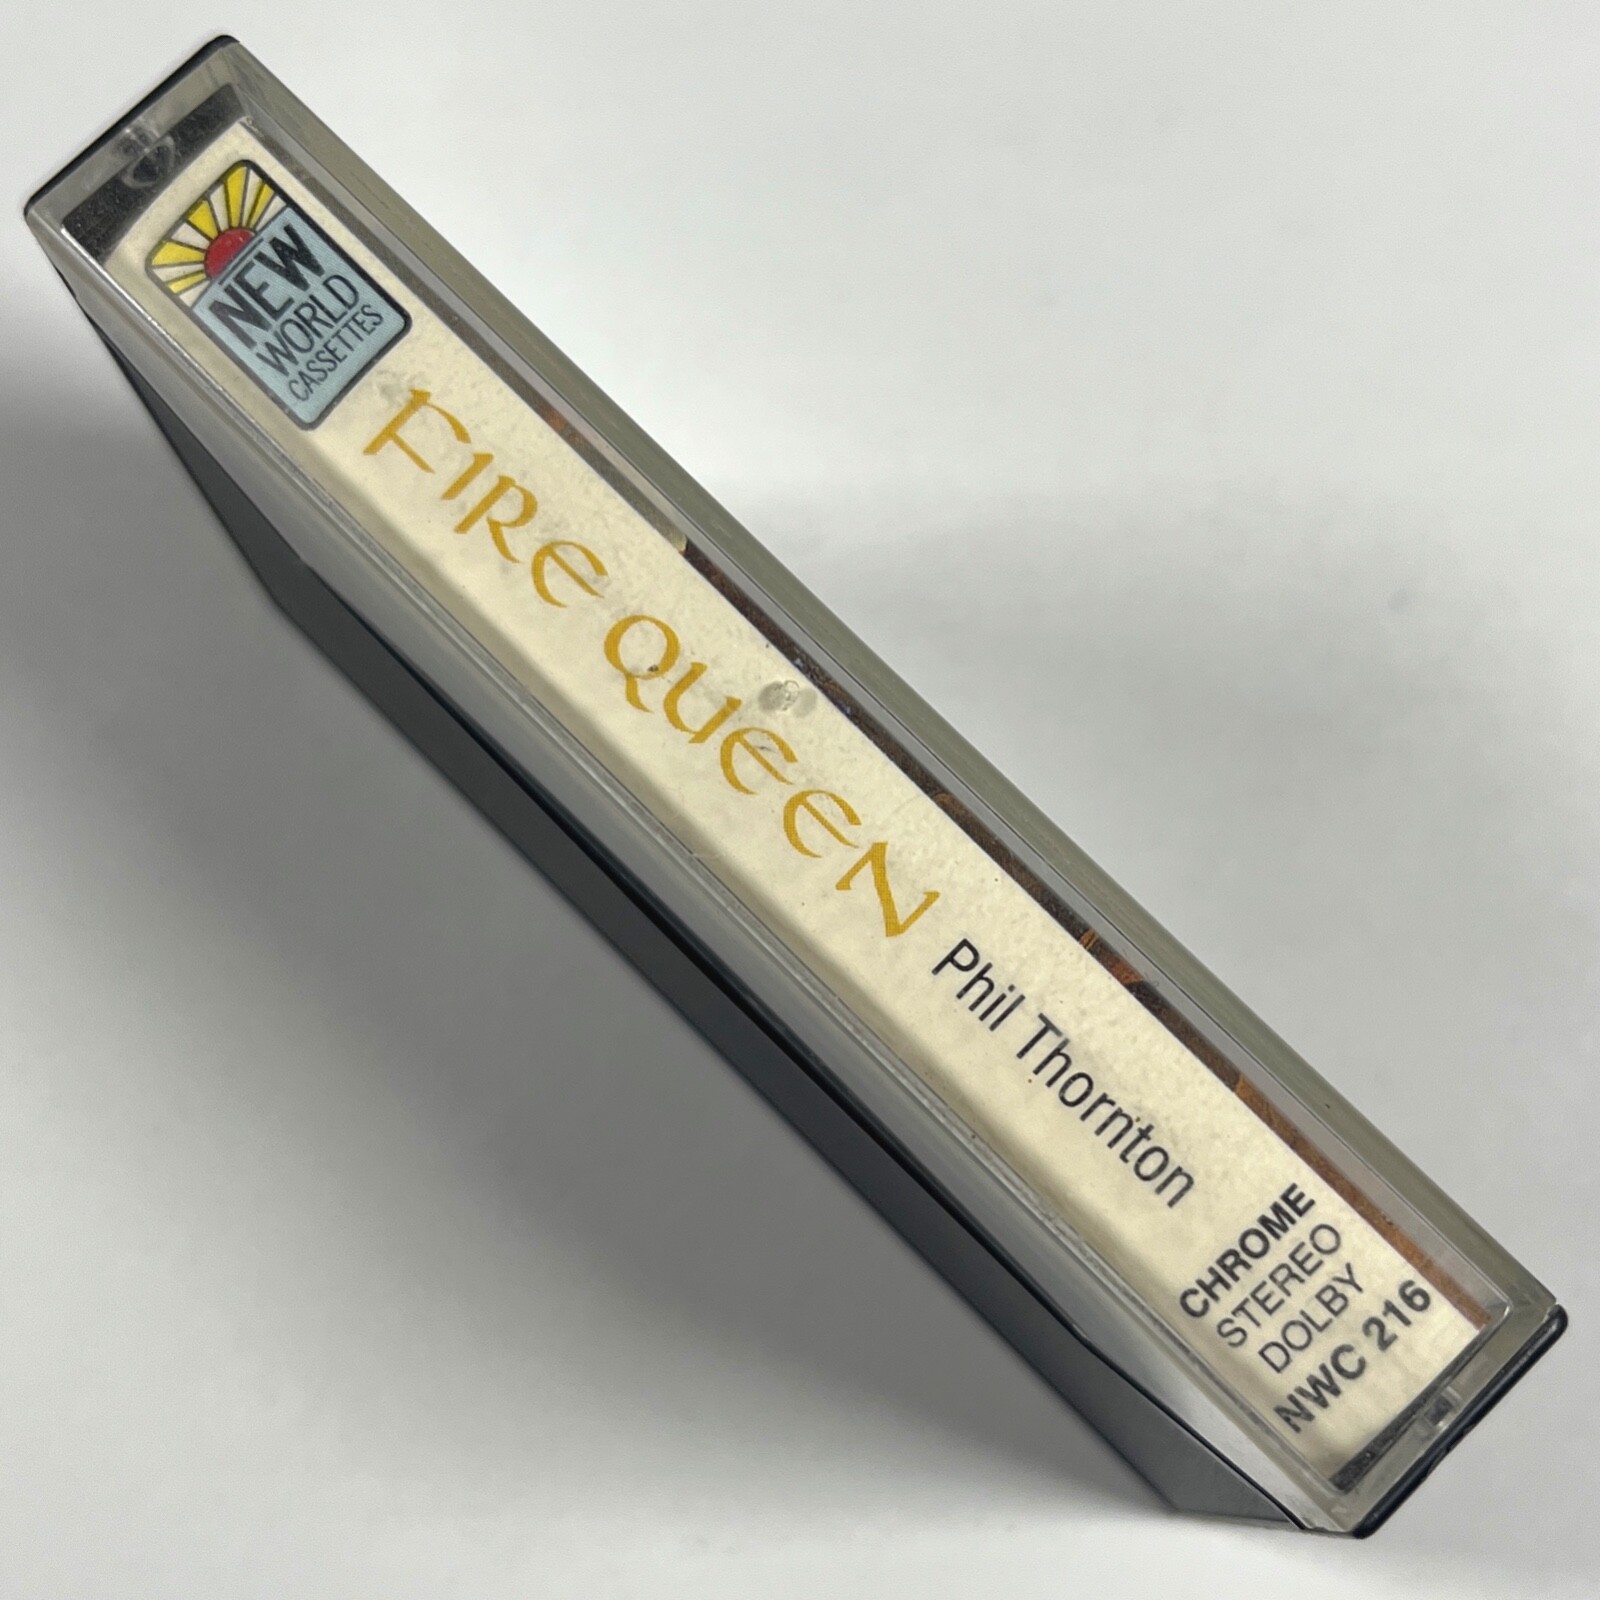 NEW
WORLD
CASSETTES
FIRE QUEEN
Phil Thornton
CHROME
STEREO
DOLBY
NWC 216